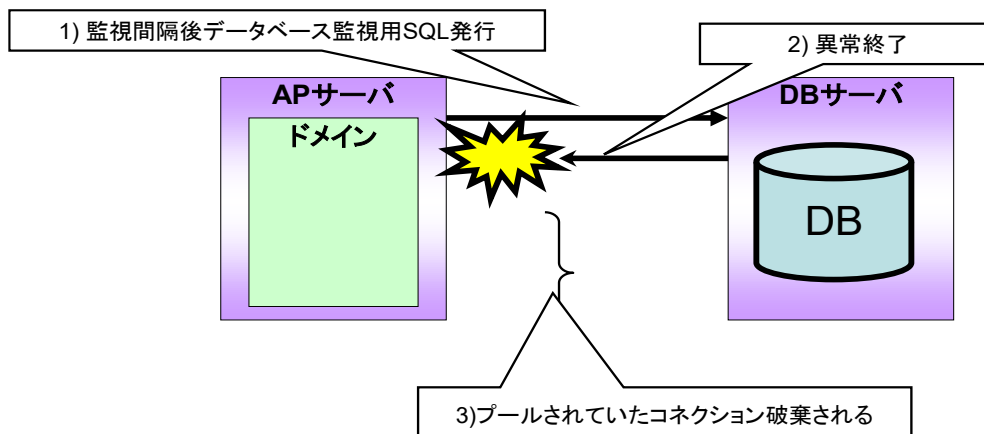 1) 監視間隔後データベース監視用SQL発行
2) 異常終了
APサーバ
DBサーバ
ドメイン
DB
3)プールされていたコネクション破棄される